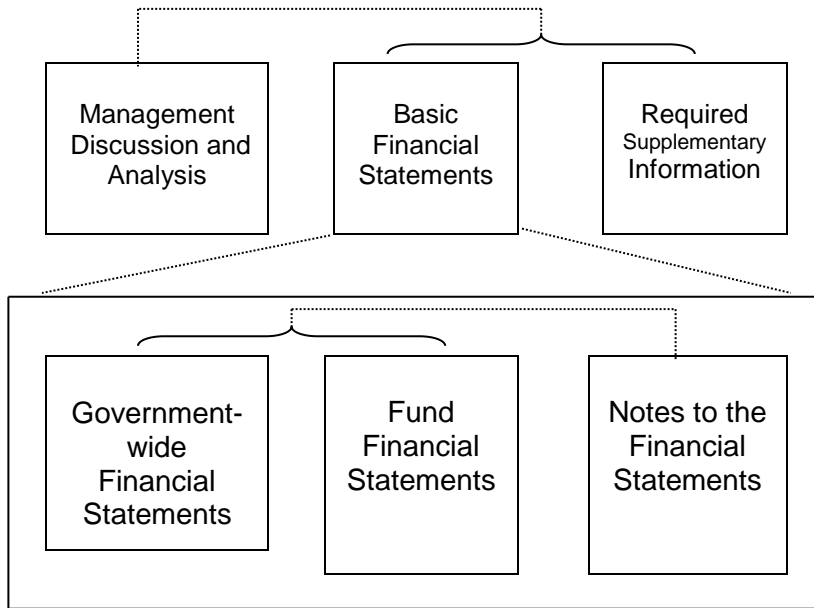 Management
Discussion and
Analysis
Basic
Financial
Statements
Required
Supplementary
Information
Government-
wide
Financial
Statements
Fund
Financial
Statements
Notes to the
Financial
Statements